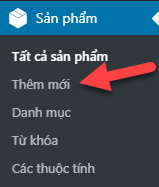 Sản phẩm
Tất cả sản phẩm
Thêm mới
Danh mục
Từ khóa
Các thuộc tính